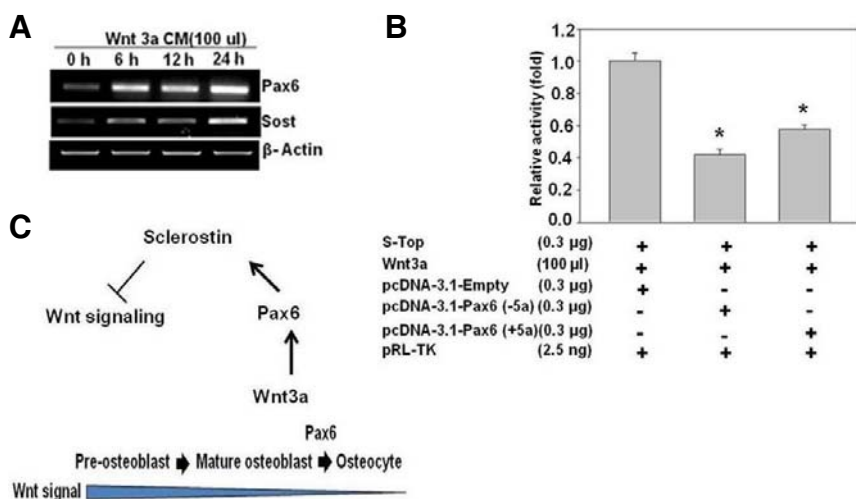 A
Wnt 3a CM(100 ul)
0 h 6 h 12 h 24 h
Pax6
Sost
β- Actin
B
Relative activity (fold)
1.2
1.0
0.8
0.6
0.4
0.2
0.0
* *
S-Top (0.3 µg) + + +
Wnt3a (100 µl) + + +
pcDNA-3.1-Empty (0.3 µg) + - -
pcDNA-3.1-Pax6 (-5a)(0.3 µg) - + -
pcDNA-3.1-Pax6 (+5a)(0.3 µg) - - +
pRL-TK (2.5 ng) + + +
C
Sclerostin
Wnt signaling
Pax6
Wnt3a
Pax6
Pre-osteoblast Mature osteoblast Osteocyte
Wnt signal